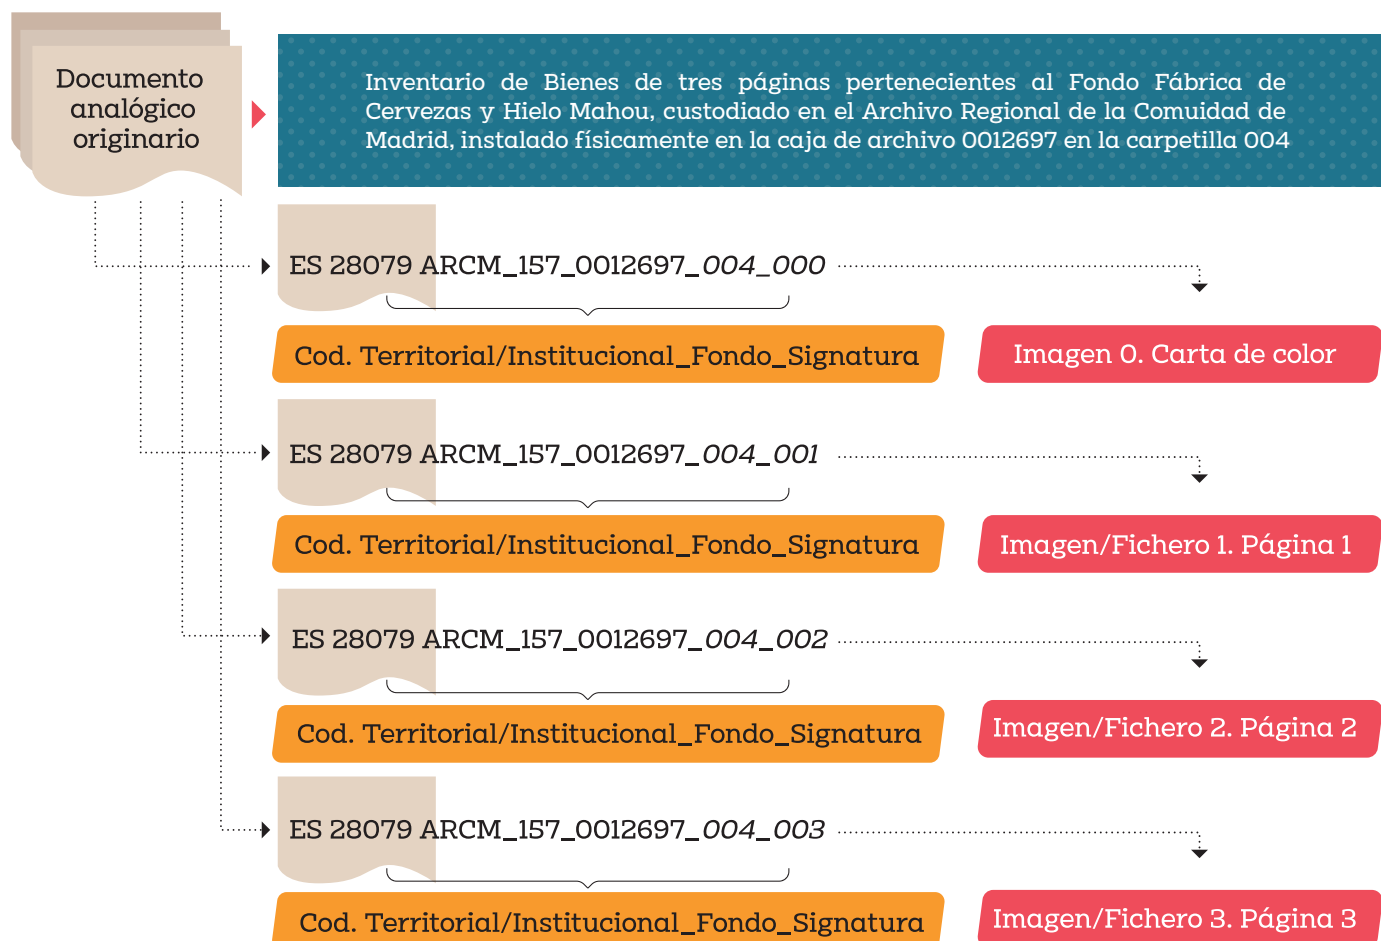 Documento
analógico
originario
Inventario de Bienes de tres páginas pertenecientes al Fondo Fábrica de
Cervezas y Hielo Mahou, custodiado en el Archivo Regional de la Comuidad de
Madrid, instalado físicamente en la caja de archivo 0012697 en la carpetilla 004
ES 28079 ARCM_157_0012697_004_000
Cod. Territorial/Institucional_Fondo_Signatura
Imagen 0. Carta de color
ES 28079 ARCM_157_0012697_004_001
Cod. Territorial/Institucional_Fondo_Signatura
Imagen/Fichero 1. Página 1
ES 28079 ARCM_157_0012697_004_002
Cod. Territorial/Institucional_Fondo_Signatura
Imagen/Fichero 2. Página 2
ES 28079 ARCM_157_0012697_004_003
Cod. Territorial/Institucional_Fondo_Signatura
Imagen/Fichero 3. Página 3